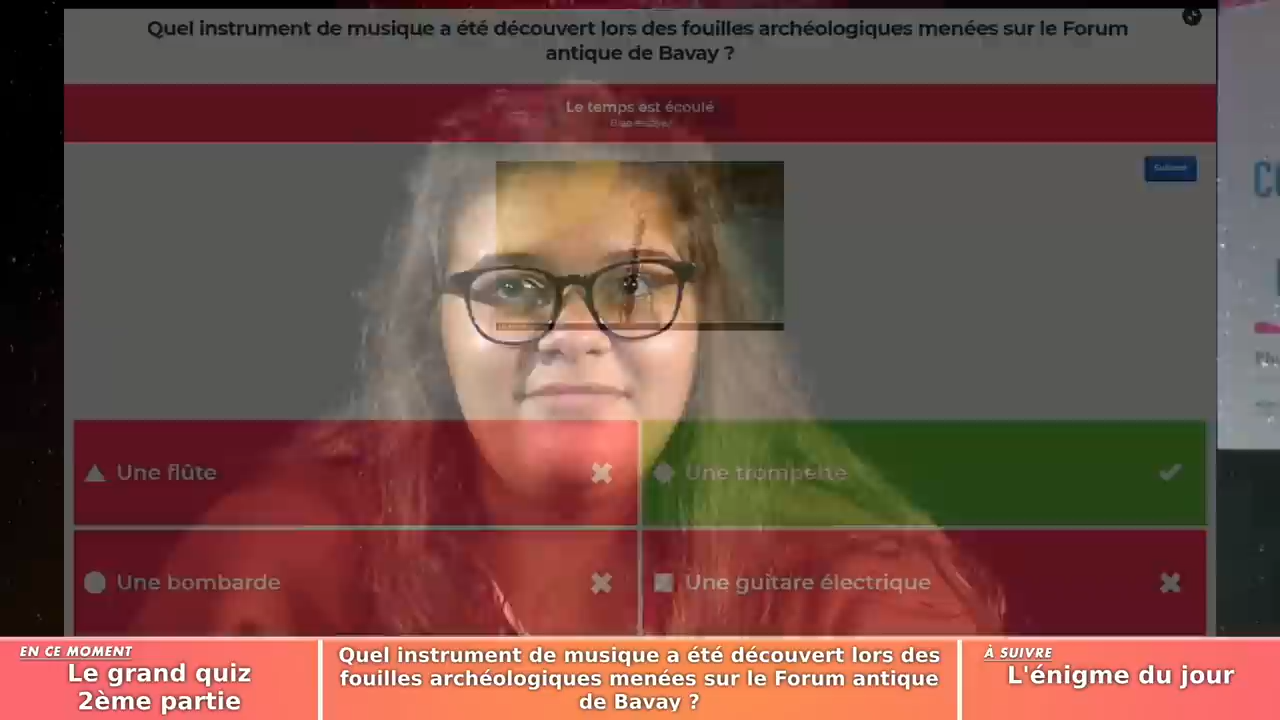 Quel instrument de musique a été découvert lors des fouilles archéologiques menées sur le Forum
antique de Bavay ?
Le temps est écoulé
Une flûte
Une trompette
Une bombarde
Une guitare électrique
EN CE MOMENT
Le grand quiz
2ème partie
Quel instrument de musique a été découvert lors des
fouilles archéologiques menées sur le Forum antique
de Bavay ?
À SUIVRE
L'énigme du jour